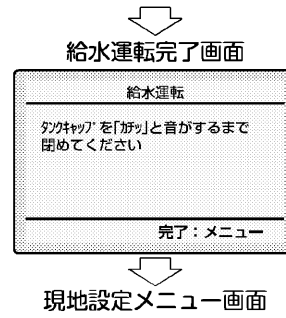 給水運転完了画面
給水運転
ﾀﾝｸｷｬｯﾌﾟを「ｶﾁｯ」と音がするまで
閉めてください
完了：メニュー
現地設定メニュー画面